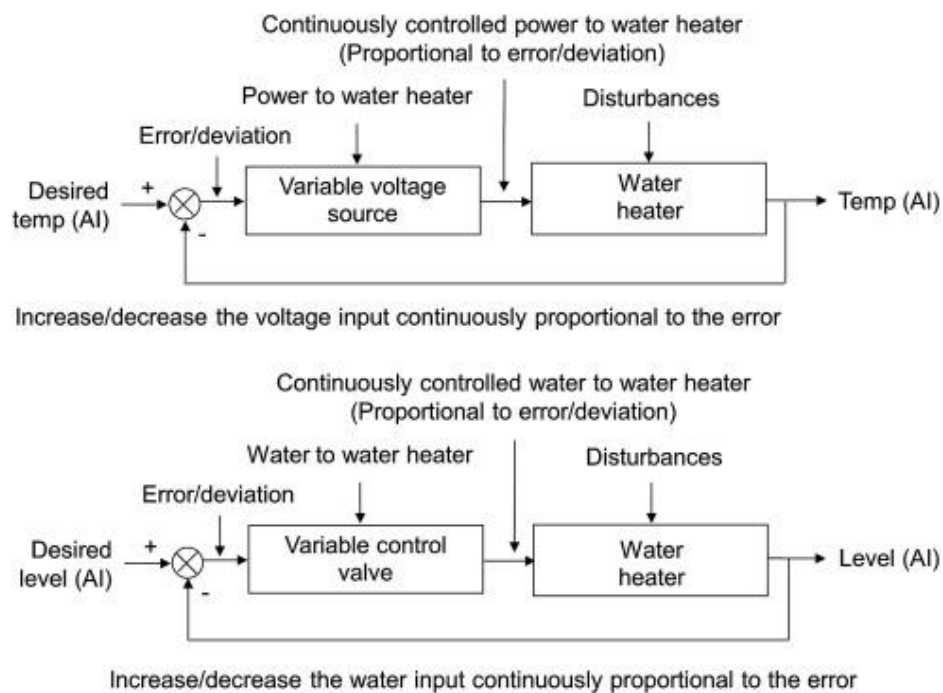 Continuously controlled power to water heater
(Proportional to error/deviation)
Power to water heater
Disturbances
Error/deviation
Desired
temp (AI)
+
-
Variable voltage
source
Water
heater
Temp (AI)
Increase/decrease the voltage input continuously proportional to the error
Continuously controlled water to water heater
(Proportional to error/deviation)
Water to water heater
Disturbances
Error/deviation
Desired
level (AI)
+
-
Variable control
valve
Water
heater
Level (AI)
Increase/decrease the water input continuously proportional to the error